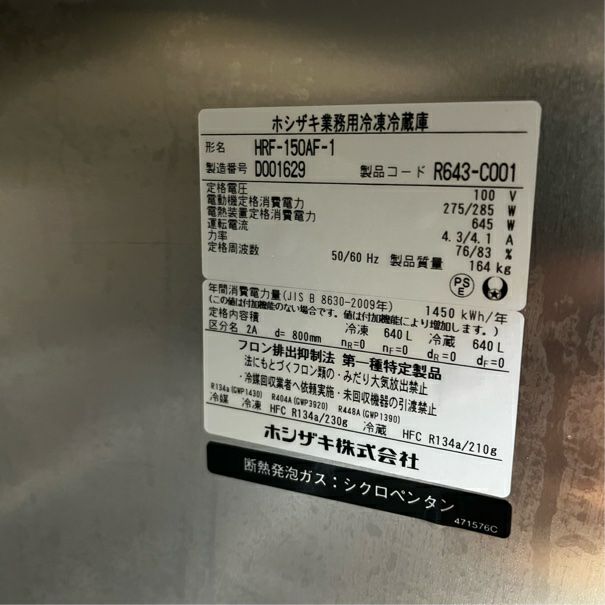 ホシザキ業務用冷凍冷蔵庫
形名 HRF-150AF-1
製造番号 D001629 製品コード R643-C001
定格電圧 100 V
電動機定格消費電力 275/285 W
電熱装置定格消費電力 645 W
運転電流 4.3/4.1 A
力率 76/83 %
定格周波数 50/60 Hz 製品質量 164 kg
PSE
年間消費電力量(JIS B 8630-2009年) 1450 kWh/年
(この値は付加機能のない場合です。値は付加機能により増加します。)
定格内容積 冷凍 640 L 冷蔵 640 L
区分名 2A d= 800mm nR=0 nF=0 dR=0 dF=0
フロン排出抑制法 第一種特定製品
法にもとづくフロン類の・みだり大気放出禁止
・冷媒回収業者へ依頼実施・未回収機器の引渡禁止
R134a(GWP1430) R404A(GWP3920) R448A(GWP1390)
冷媒 冷凍 HFC R134a/230g 冷蔵 HFC R134a/210g
ホシザキ株式会社
断熱発泡ガス：シクロペンタン
471576C